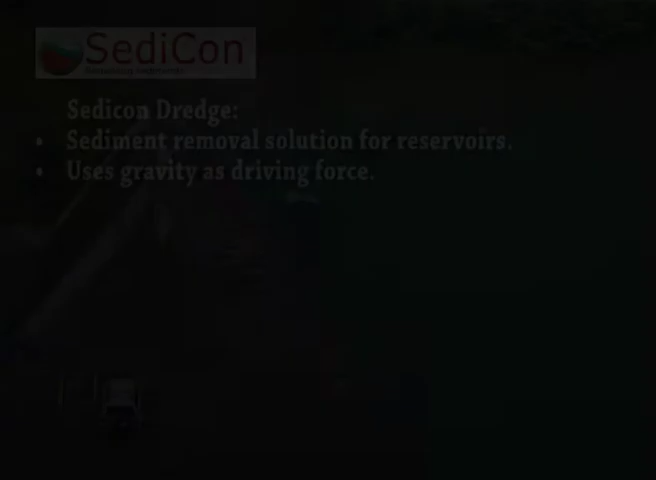 SediCon
Sedicon Dredge:
• Sediment removal solution for reservoirs.
• Uses gravity as driving force.